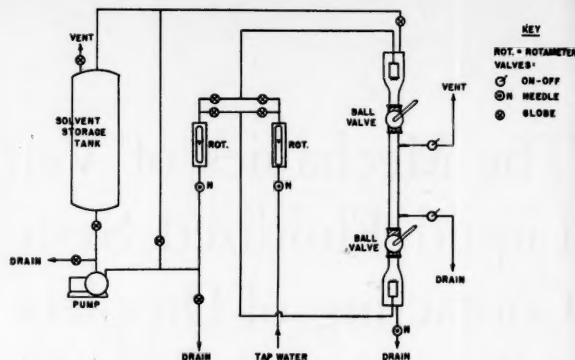 KEY
ROT. = ROTAMETER
VALVES:
ON-OFF
N NEEDLE
GLOBE
VENT
SOLVENT
STORAGE
TANK
DRAIN
PUMP
ROT.
N
DRAIN
ROT.
N
TAP WATER
BALL
VALVE
VENT
BALL
VALVE
DRAIN
N
DRAIN